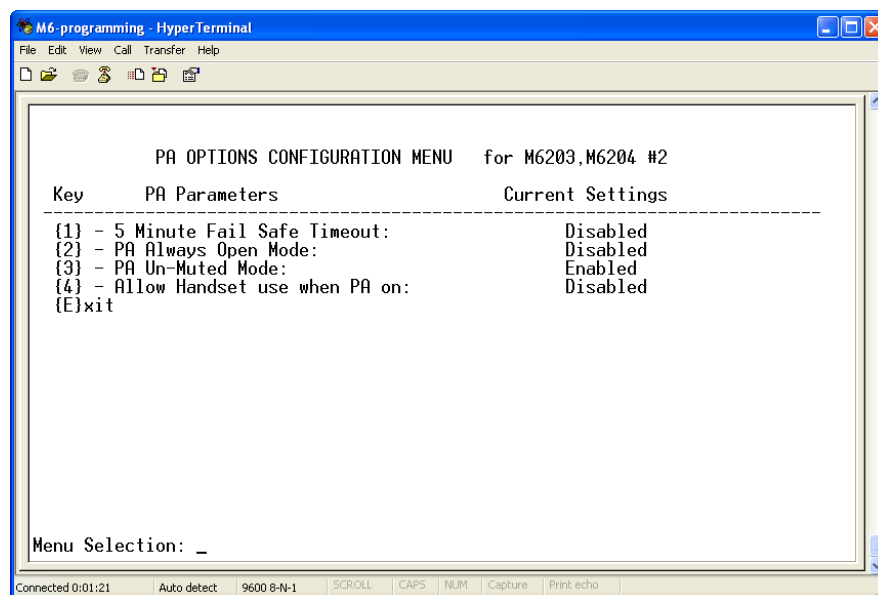 M6-programming - HyperTerminal
File Edit View Call Transfer Help
PA OPTIONS CONFIGURATION MENU for M6203,M6204 #2
Key PA Parameters Current Settings
{1} - 5 Minute Fail Safe Timeout: Disabled
{2} - PA Always Open Mode: Disabled
{3} - PA Un-Muted Mode: Enabled
{4} - Allow Handset use when PA on: Disabled
{E}xit
Menu Selection: _
Connected 0:01:21 Auto detect 9600 8-N-1 SCROLL CAPS NUM Capture Print echo